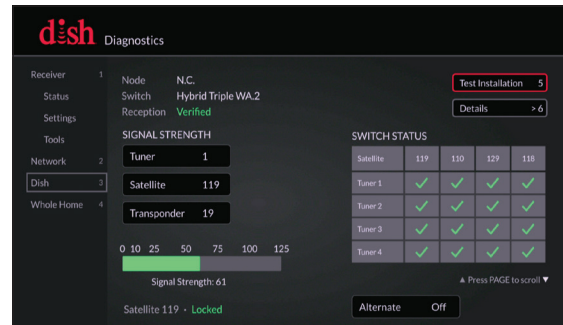 dish Diagnostics
Receiver 1
Status
Settings
Tools
Network 2
Dish 3
Whole Home 4
Node N.C.
Switch Hybrid Triple WA.2
Reception Verified
Test Installation 5
Details > 6
SIGNAL STRENGTH
Tuner 1
Satellite 119
Transponder 19
0 10 25 50 75 100 125
Signal Strength: 61
Satellite 119 · Locked
SWITCH STATUS
Satellite 119 110 129 118
Tuner 1 ✓ ✓ ✓ ✓
Tuner 2 ✓ ✓ ✓ ✓
Tuner 3 ✓ ✓ ✓ ✓
Tuner 4 ✓ ✓ ✓ ✓
▲ Press PAGE to scroll ▼
Alternate Off